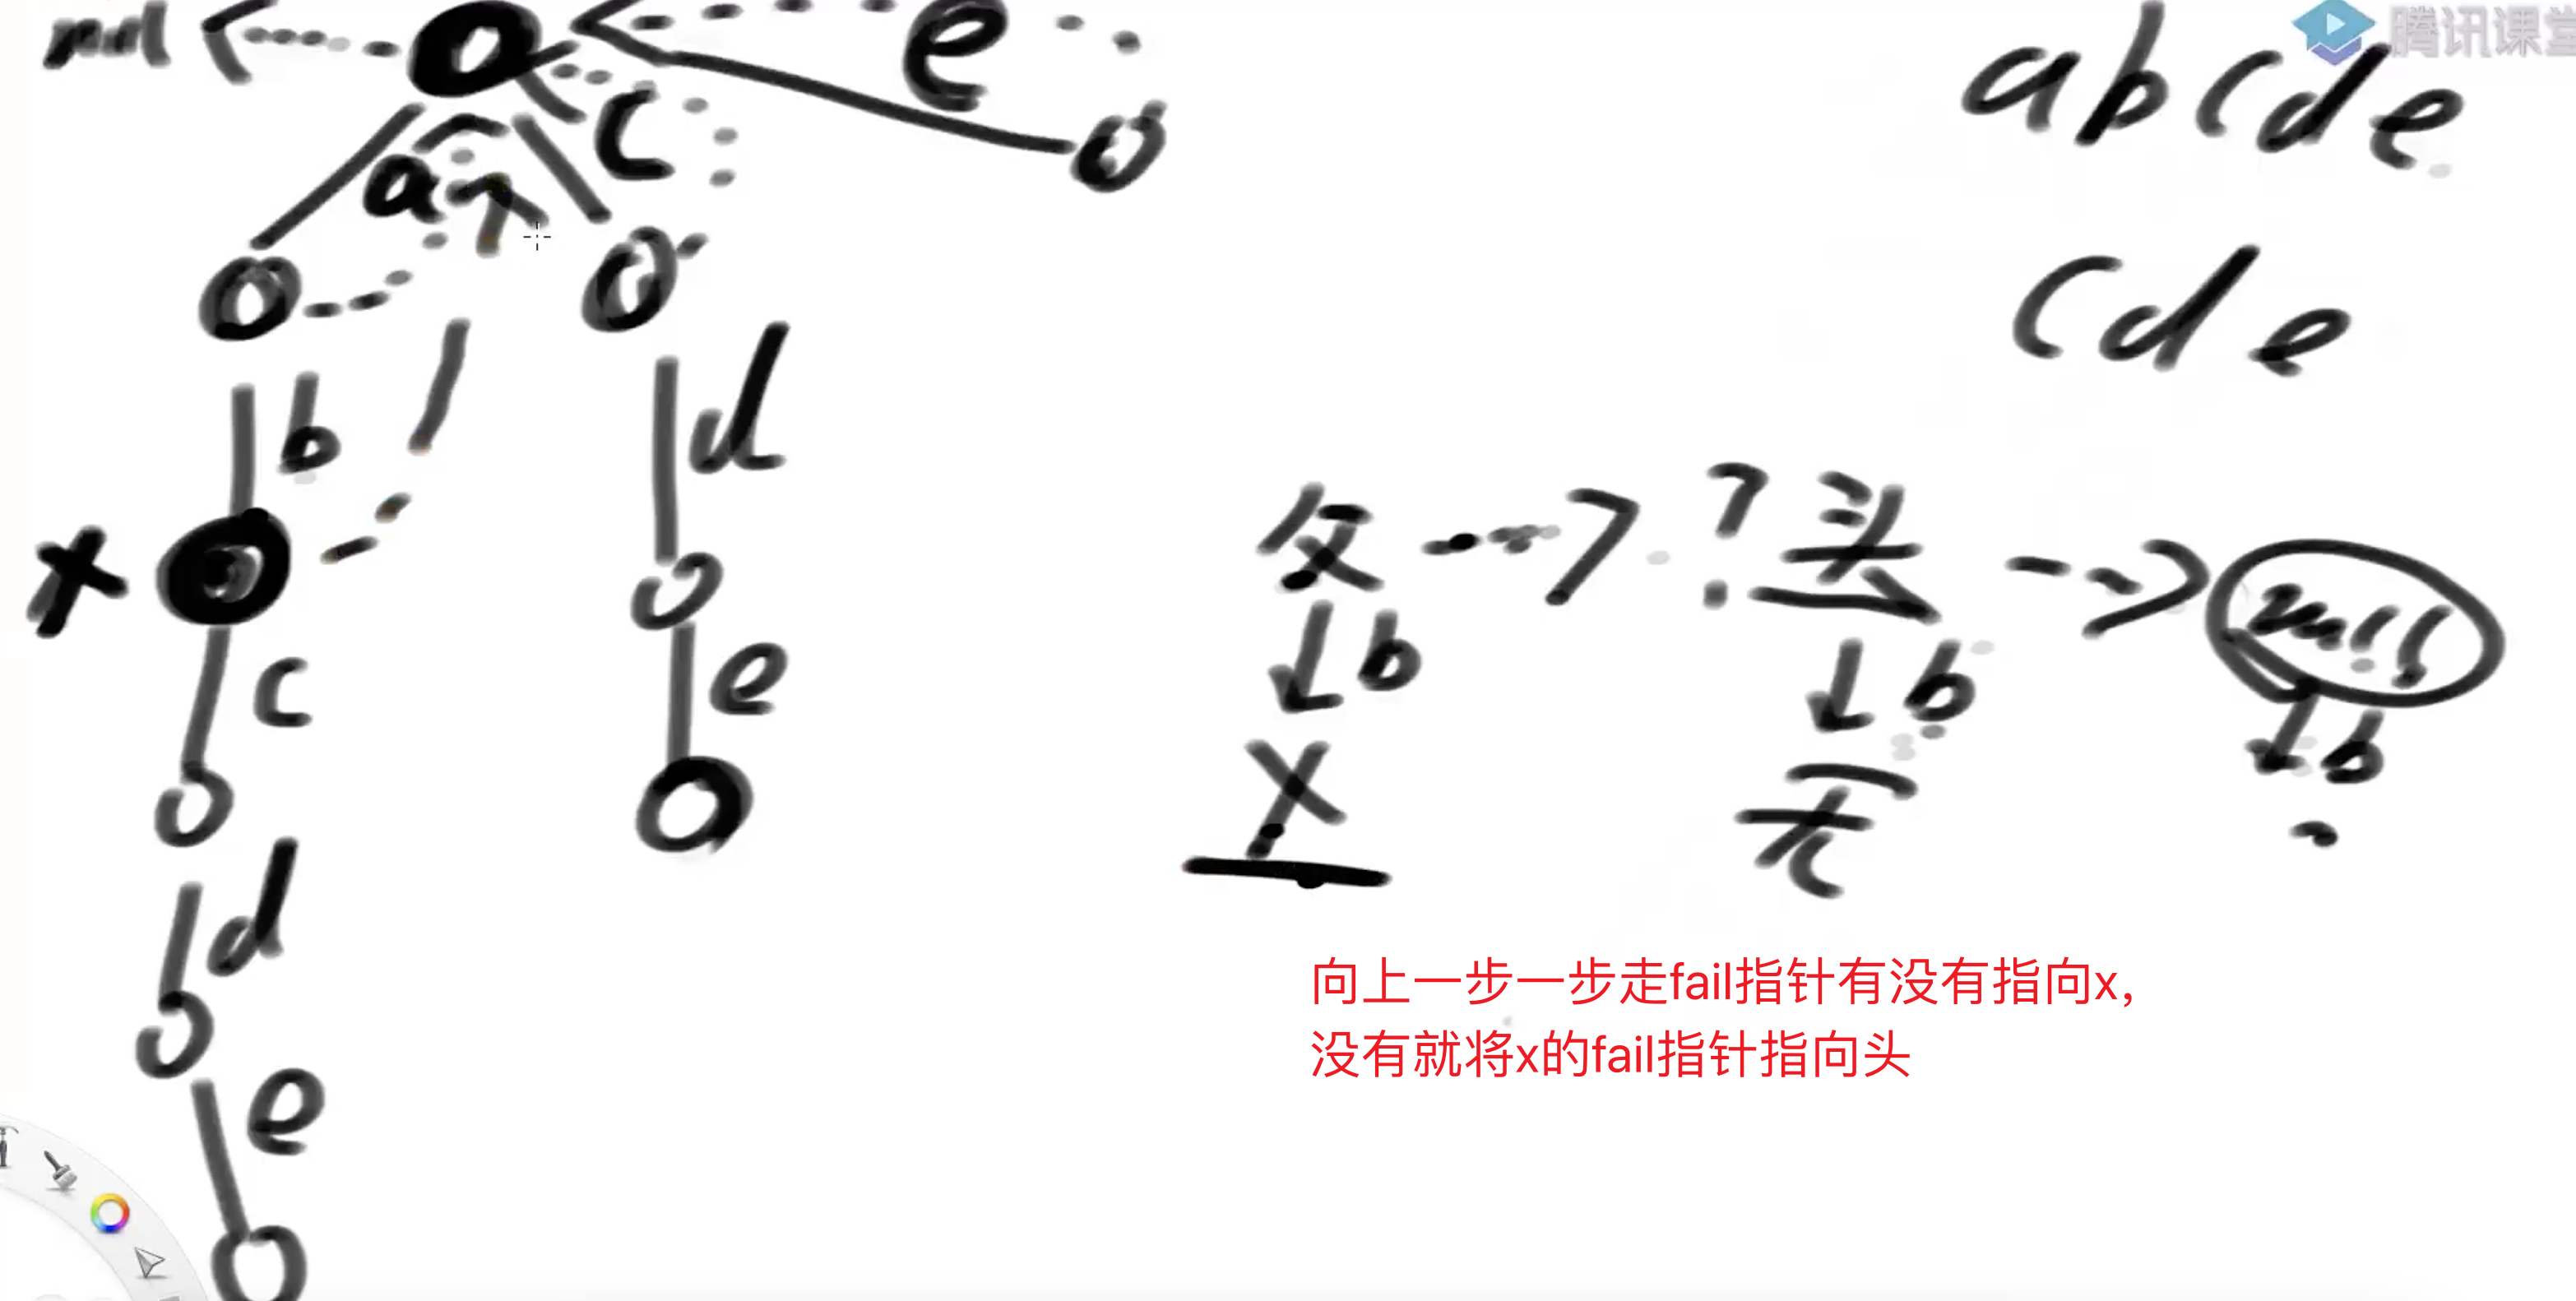 null
e
abcde
腾讯课堂
a
c
cde
b
d
父 ? 头 null
x
c
e
b
b
b
x
无
d
向上一步一步走fail指针有没有指向x,
没有就将x的fail指针指向头
e